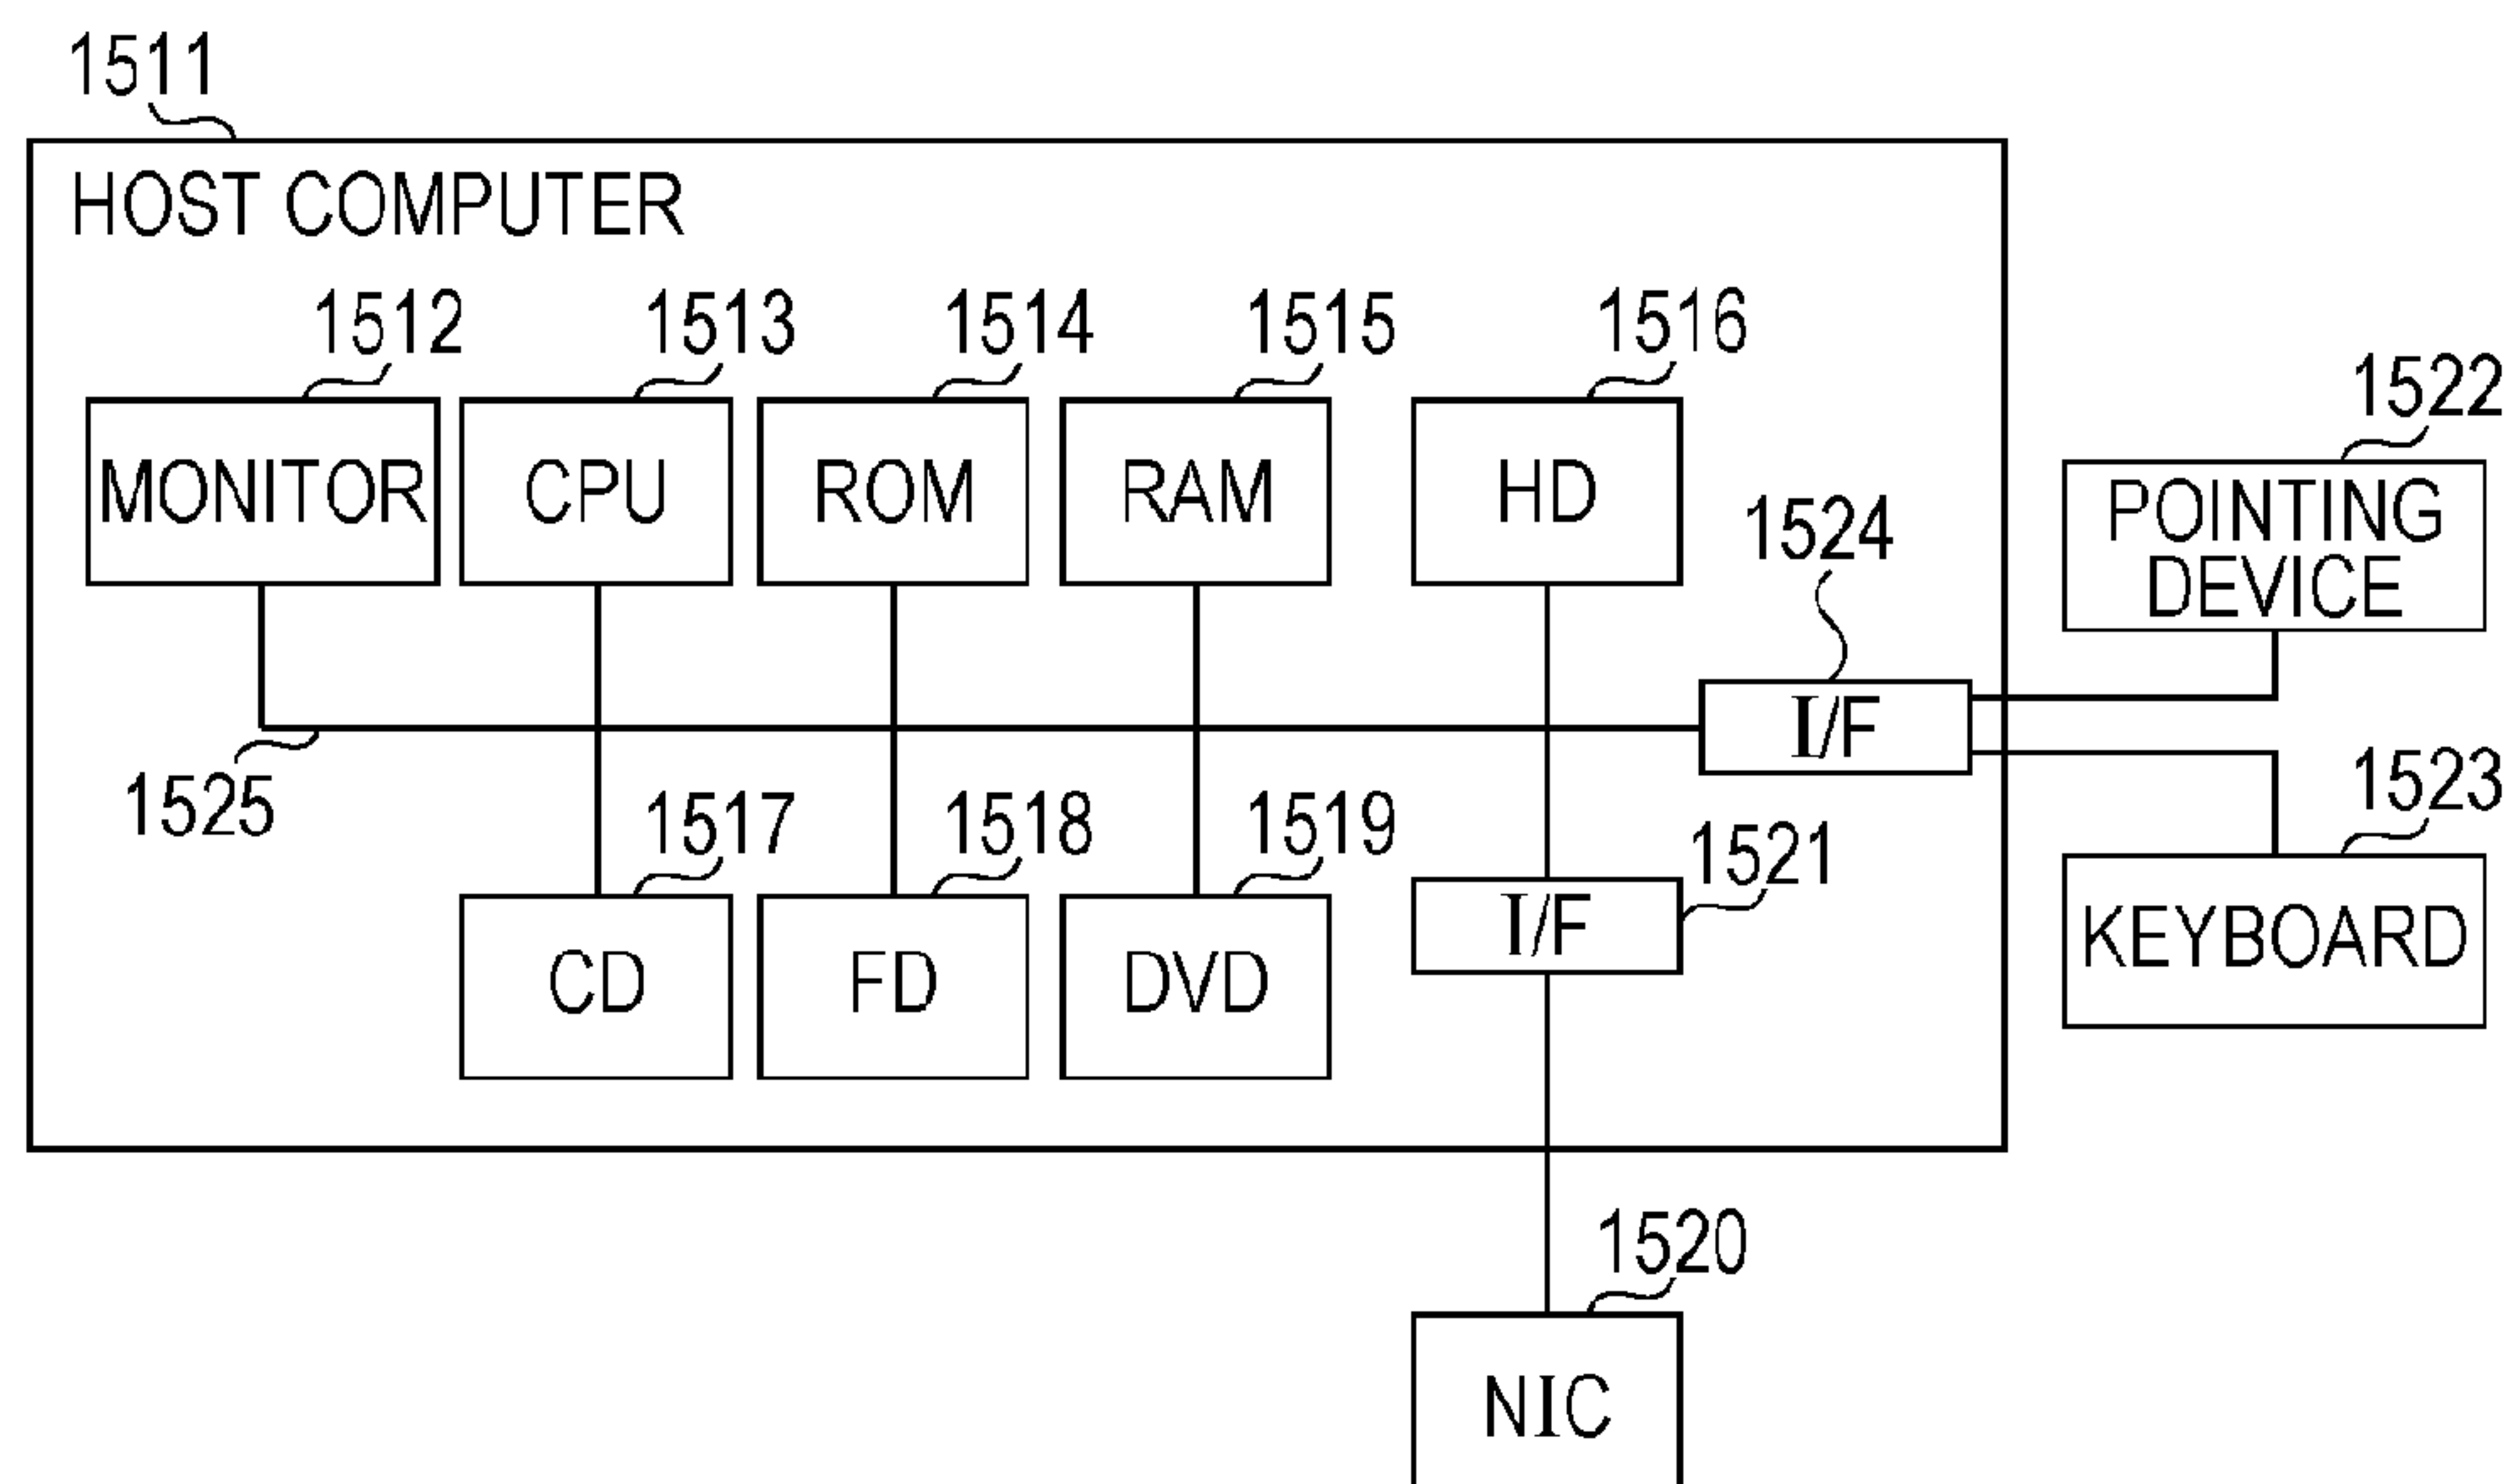 1511
HOST COMPUTER
1512
1513
1514
1515
1516
1522
MONITOR
CPU
ROM
RAM
HD
POINTING
DEVICE
1524
I/F
1525
1517
1518
1519
1521
1523
CD
FD
DVD
I/F
KEYBOARD
1520
NIC